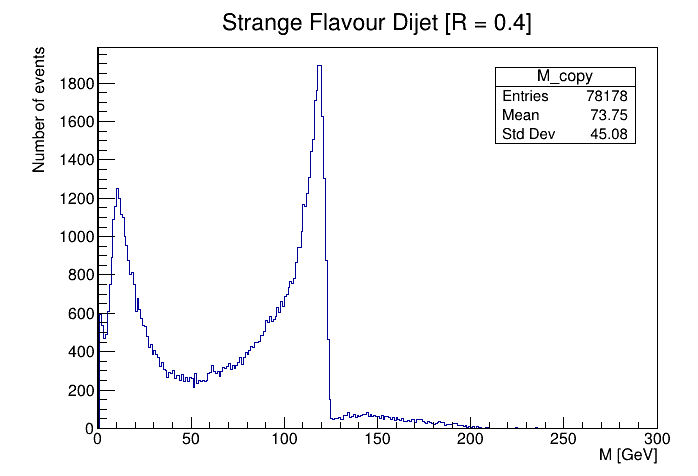 Strange Flavour Dijet [R = 0.4]
Number of events
M_copy
Entries 78178
Mean 73.75
Std Dev 45.08
1800
1600
1400
1200
1000
800
600
400
200
0
0 50 100 150 200 250 300
M [GeV]